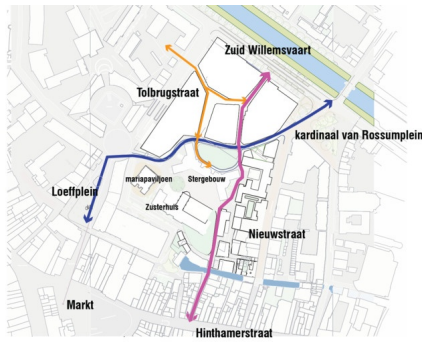 Zuid Willemsvaart
Tolbrugstraat
kardinaal van Rossumplein
mariapaviljoen
Stergebouw
Loeffplein
Zusterhuis
Nieuwstraat
Markt
Hinthamerstraat